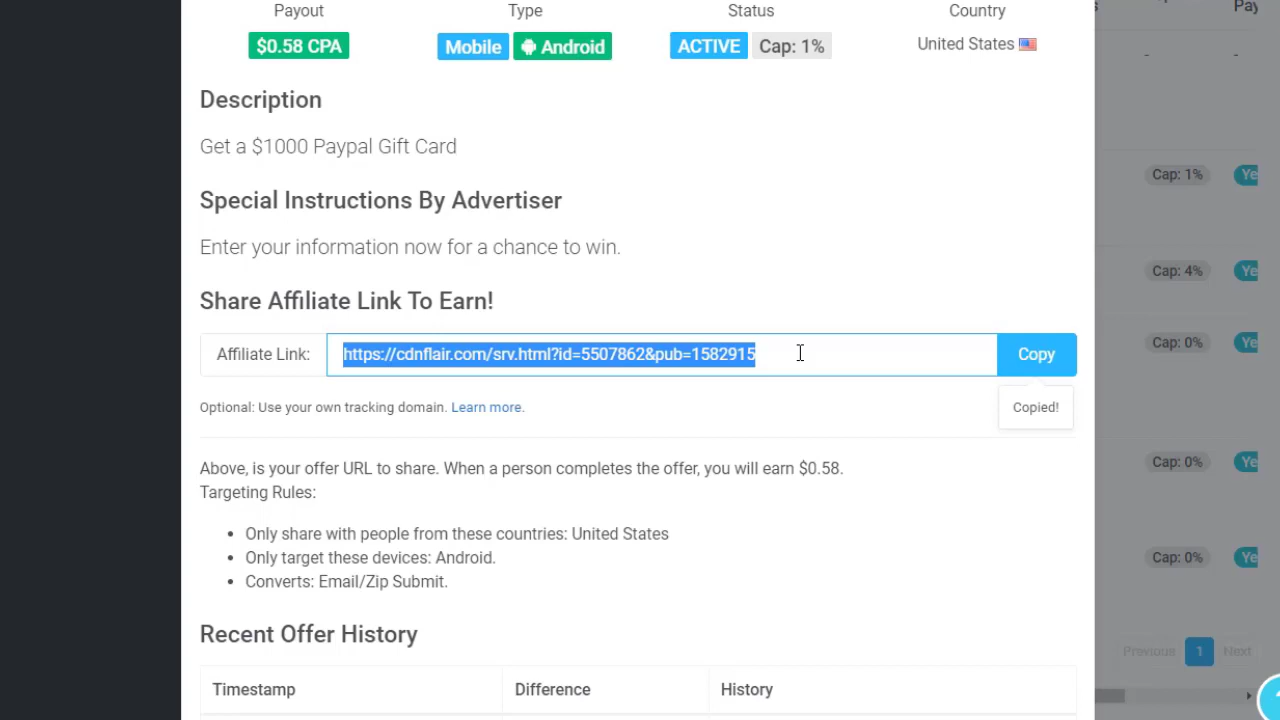 Payout Type Status Country
$0.58 CPA Mobile Android ACTIVE Cap: 1% United States
Description
Get a $1000 Paypal Gift Card
Special Instructions By Advertiser
Enter your information now for a chance to win.
Share Affiliate Link To Earn!
Affiliate Link: https://cdnflair.com/srv.html?id=5507862&pub=1582915 Copy
Copied!
Optional: Use your own tracking domain. Learn more.
Above, is your offer URL to share. When a person completes the offer, you will earn $0.58.
Targeting Rules:
• Only share with people from these countries: United States
• Only target these devices: Android.
• Converts: Email/Zip Submit.
Recent Offer History
Timestamp Difference History
Pay
- -
Cap: 1% Ye
Cap: 4% Ye
Cap: 0% Ye
Cap: 0% Ye
Cap: 0% Ye
Previous 1 Next